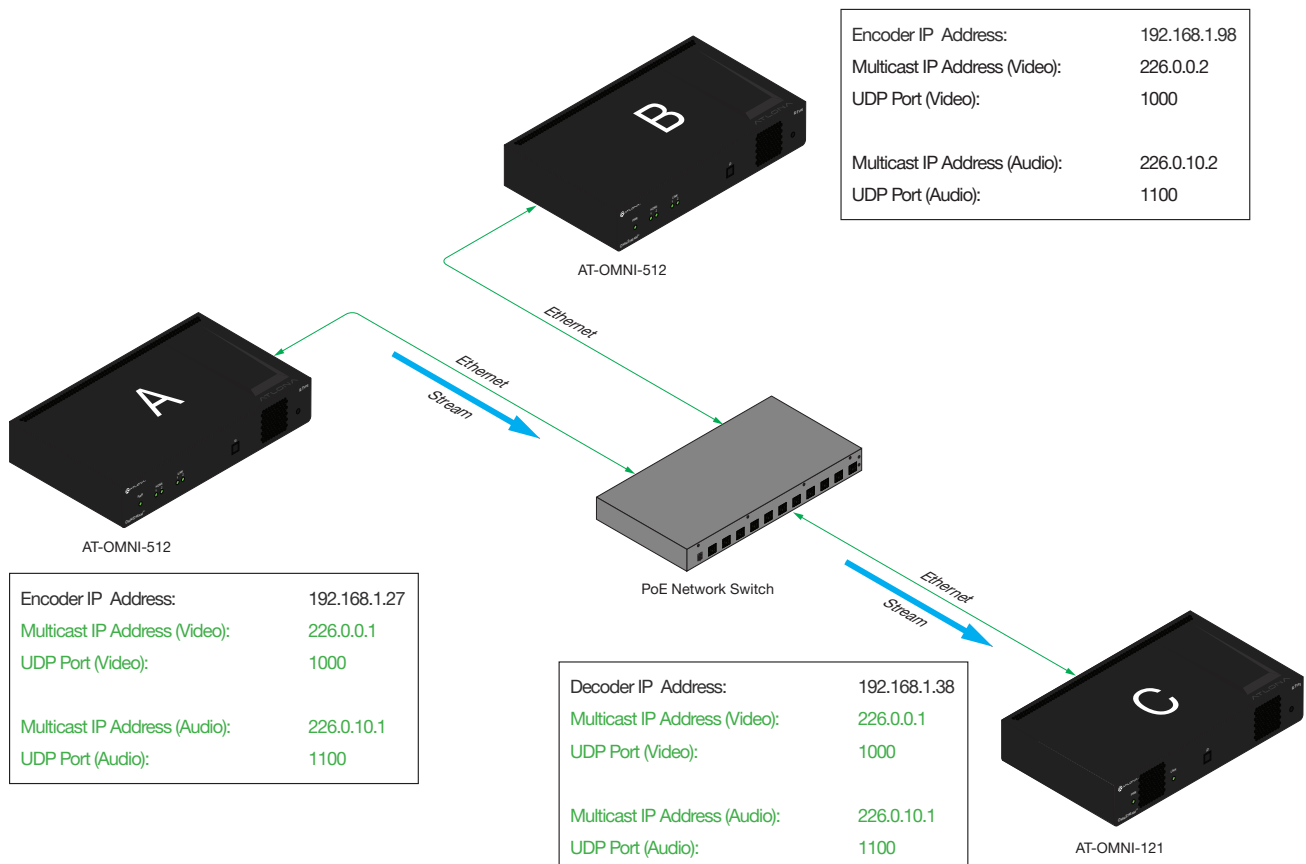 Encoder IP Address: 192.168.1.98
Multicast IP Address (Video): 226.0.0.2
UDP Port (Video): 1000
Multicast IP Address (Audio): 226.0.10.2
UDP Port (Audio): 1100
B
AT-OMNI-512
Ethernet
A
Ethernet
Stream
AT-OMNI-512
PoE Network Switch
Encoder IP Address: 192.168.1.27
Multicast IP Address (Video): 226.0.0.1
UDP Port (Video): 1000
Multicast IP Address (Audio): 226.0.10.1
UDP Port (Audio): 1100
Ethernet
Stream
Decoder IP Address: 192.168.1.38
Multicast IP Address (Video): 226.0.0.1
UDP Port (Video): 1000
Multicast IP Address (Audio): 226.0.10.1
UDP Port (Audio): 1100
C
AT-OMNI-121